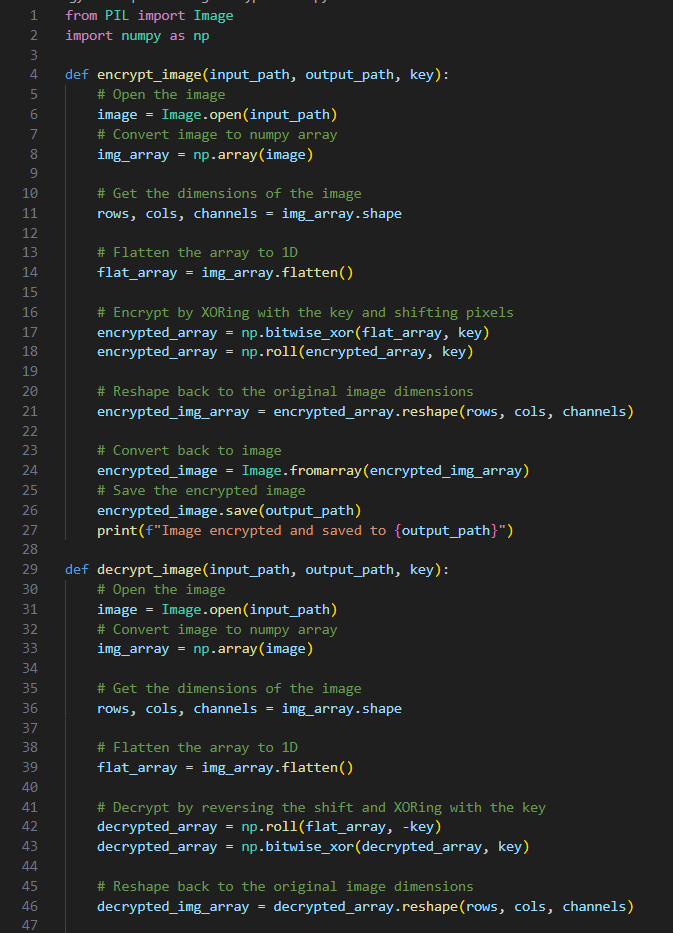 1 from PIL import Image
2 import numpy as np
3
4 def encrypt_image(input_path, output_path, key):
5     # Open the image
6     image = Image.open(input_path)
7     # Convert image to numpy array
8     img_array = np.array(image)
9
10     # Get the dimensions of the image
11     rows, cols, channels = img_array.shape
12
13     # Flatten the array to 1D
14     flat_array = img_array.flatten()
15
16     # Encrypt by XORing with the key and shifting pixels
17     encrypted_array = np.bitwise_xor(flat_array, key)
18     encrypted_array = np.roll(encrypted_array, key)
19
20     # Reshape back to the original image dimensions
21     encrypted_img_array = encrypted_array.reshape(rows, cols, channels)
22
23     # Convert back to image
24     encrypted_image = Image.fromarray(encrypted_img_array)
25     # Save the encrypted image
26     encrypted_image.save(output_path)
27     print(f"Image encrypted and saved to {output_path}")
28
29 def decrypt_image(input_path, output_path, key):
30     # Open the image
31     image = Image.open(input_path)
32     # Convert image to numpy array
33     img_array = np.array(image)
34
35     # Get the dimensions of the image
36     rows, cols, channels = img_array.shape
37
38     # Flatten the array to 1D
39     flat_array = img_array.flatten()
40
41     # Decrypt by reversing the shift and XORing with the key
42     decrypted_array = np.roll(flat_array, -key)
43     decrypted_array = np.bitwise_xor(decrypted_array, key)
44
45     # Reshape back to the original image dimensions
46     decrypted_img_array = decrypted_array.reshape(rows, cols, channels)
47